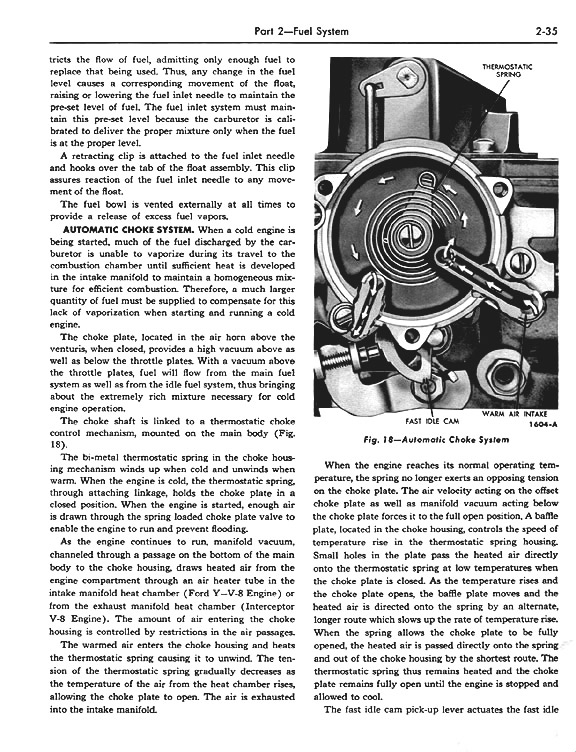 Part 2—Fuel System
2-35
tricts the flow of fuel, admitting only enough fuel to
replace that being used. Thus, any change in the fuel
level causes a corresponding movement of the float,
raising or lowering the fuel inlet needle to maintain the
pre-set level of fuel. The fuel inlet system must main-
tain this pre-set level because the carburetor is cali-
brated to deliver the proper mixture only when the fuel
is at the proper level.
A retracting clip is attached to the fuel inlet needle
and hooks over the tab of the float assembly. This clip
assures reaction of the fuel inlet needle to any move-
ment of the float.
The fuel bowl is vented externally at all times to
provide a release of excess fuel vapors.
AUTOMATIC CHOKE SYSTEM. When a cold engine is
being started, much of the fuel discharged by the car-
buretor is unable to vaporize during its travel to the
combustion chamber until sufficient heat is developed
in the intake manifold to maintain a homogeneous mix-
ture for efficient combustion. Therefore, a much larger
quantity of fuel must be supplied to compensate for this
lack of vaporization when starting and running a cold
engine.
The choke plate, located in the air horn above the
venturis, when closed, provides a high vacuum above as
well as below the throttle plates. With a vacuum above
the throttle plates, fuel will flow from the main fuel
system as well as from the idle fuel system, thus bringing
about the extremely rich mixture necessary for cold
engine operation.
The choke shaft is linked to a thermostatic choke
control mechanism, mounted on the main body (Fig.
18).
The bi-metal thermostatic spring in the choke hous-
ing mechanism winds up when cold and unwinds when
warm. When the engine is cold, the thermostatic spring,
through attaching linkage, holds the choke plate in a
closed position. When the engine is started, enough air
is drawn through the spring loaded choke plate valve to
enable the engine to run and prevent flooding.
As the engine continues to run, manifold vacuum,
channeled through a passage on the bottom of the main
body to the choke housing, draws heated air from the
engine compartment through an air heater tube in the
intake manifold heat chamber (Ford Y—V-8 Engine) or
from the exhaust manifold heat chamber (Interceptor
V-8 Engine). The amount of air entering the choke
housing is controlled by restrictions in the air passages.
The warmed air enters the choke housing and heats
the thermostatic spring causing it to unwind. The ten-
sion of the thermostatic spring gradually decreases as
the temperature of the air from the heat chamber rises,
allowing the choke plate to open. The air is exhausted
into the intake manifold.
THERMOSTATIC
SPRING
FAST IDLE CAM
WARM AIR INTAKE
1604-A
Fig. 18—Automatic Choke System
When the engine reaches its normal operating tem-
perature, the spring no longer exerts an opposing tension
on the choke plate. The air velocity acting on the offset
choke plate as well as manifold vacuum acting below
the choke plate forces it to the full open position. A baffle
plate, located in the choke housing, controls the speed of
temperature rise in the thermostatic spring housing.
Small holes in the plate pass the heated air directly
onto the thermostatic spring at low temperatures when
the choke plate is closed. As the temperature rises and
the choke plate opens, the baffle plate moves and the
heated air is directed onto the spring by an alternate,
longer route which slows up the rate of temperature rise.
When the spring allows the choke plate to be fully
opened, the heated air is passed directly onto the spring
and out of the choke housing by the shortest route. The
thermostatic spring thus remains heated and the choke
plate remains fully open until the engine is stopped and
allowed to cool.
The fast idle cam pick-up lever actuates the fast idle